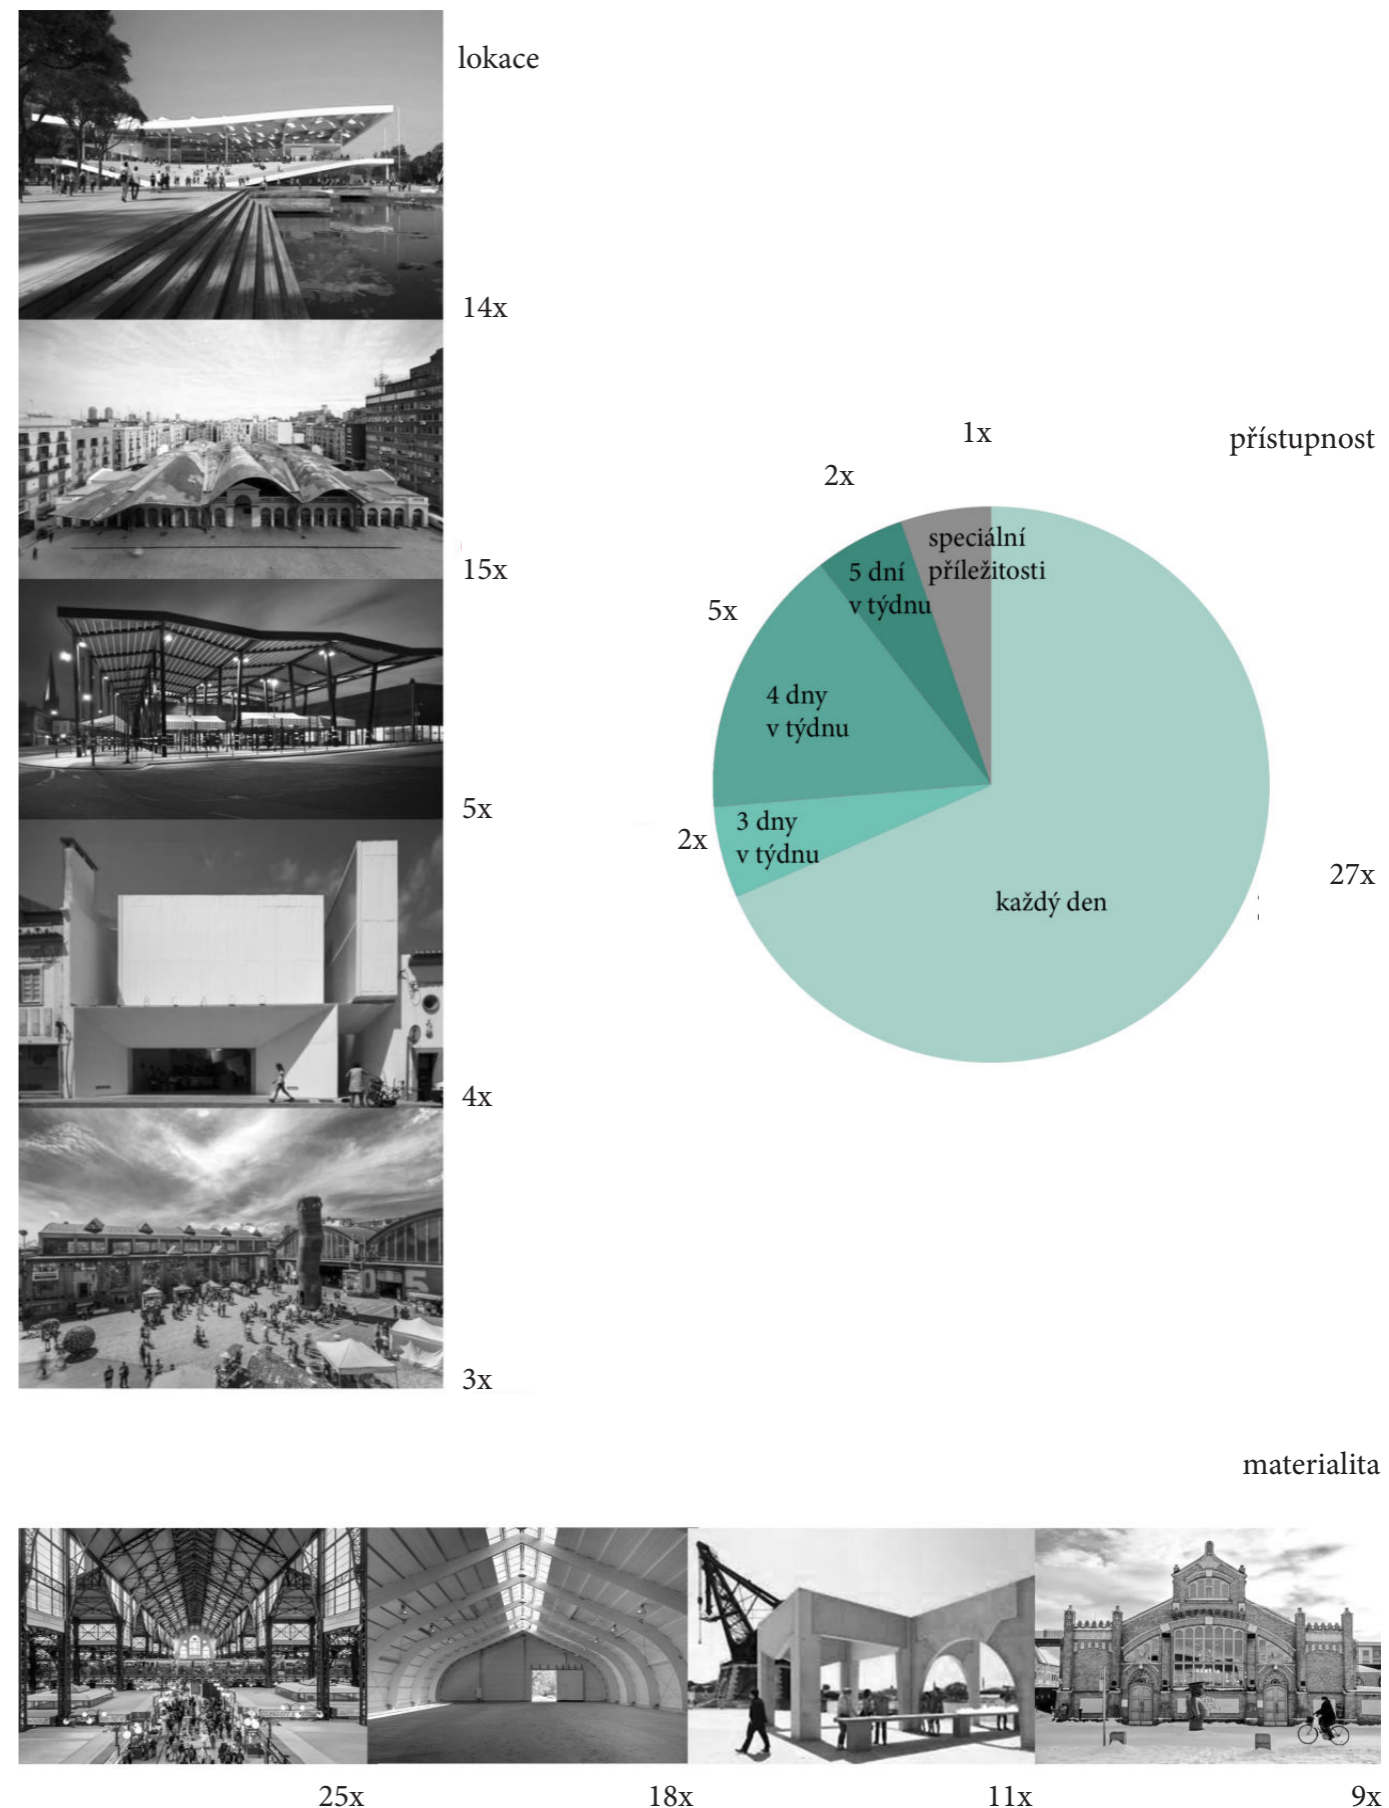 lokace
14x
15x
5x
4x
3x
přístupnost
1x
2x
5x
2x
27x
speciální
příležitosti
5 dní
v týdnu
4 dny
v týdnu
3 dny
v týdnu
každý den
materialita
25x
18x
11x
9x